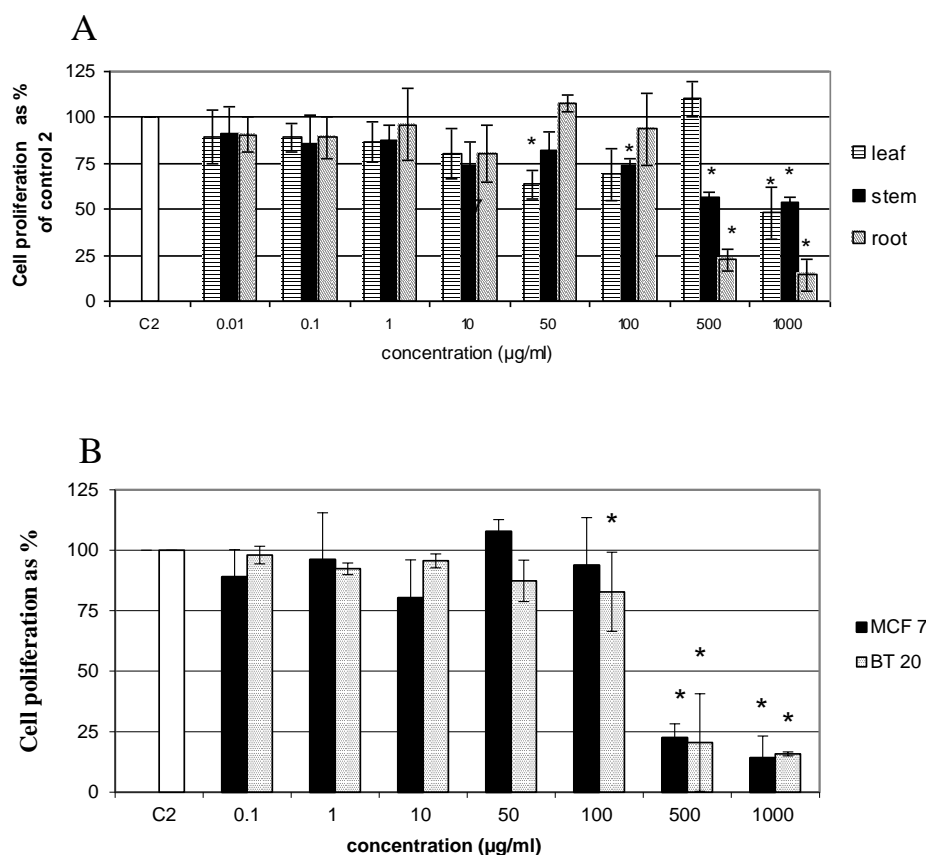 A
Cell proliferation as %
of control 2
125
100
75
50
25
0
* * * * * * *
7
C2 0.01 0.1 1 10 50 100 500 1000
concentration (µg/ml)
leaf
stem
root
B
Cell poliferation as %
125
100
75
50
25
0
* * * * *
C2 0.1 1 10 50 100 500 1000
concentration (µg/ml)
MCF 7
BT 20